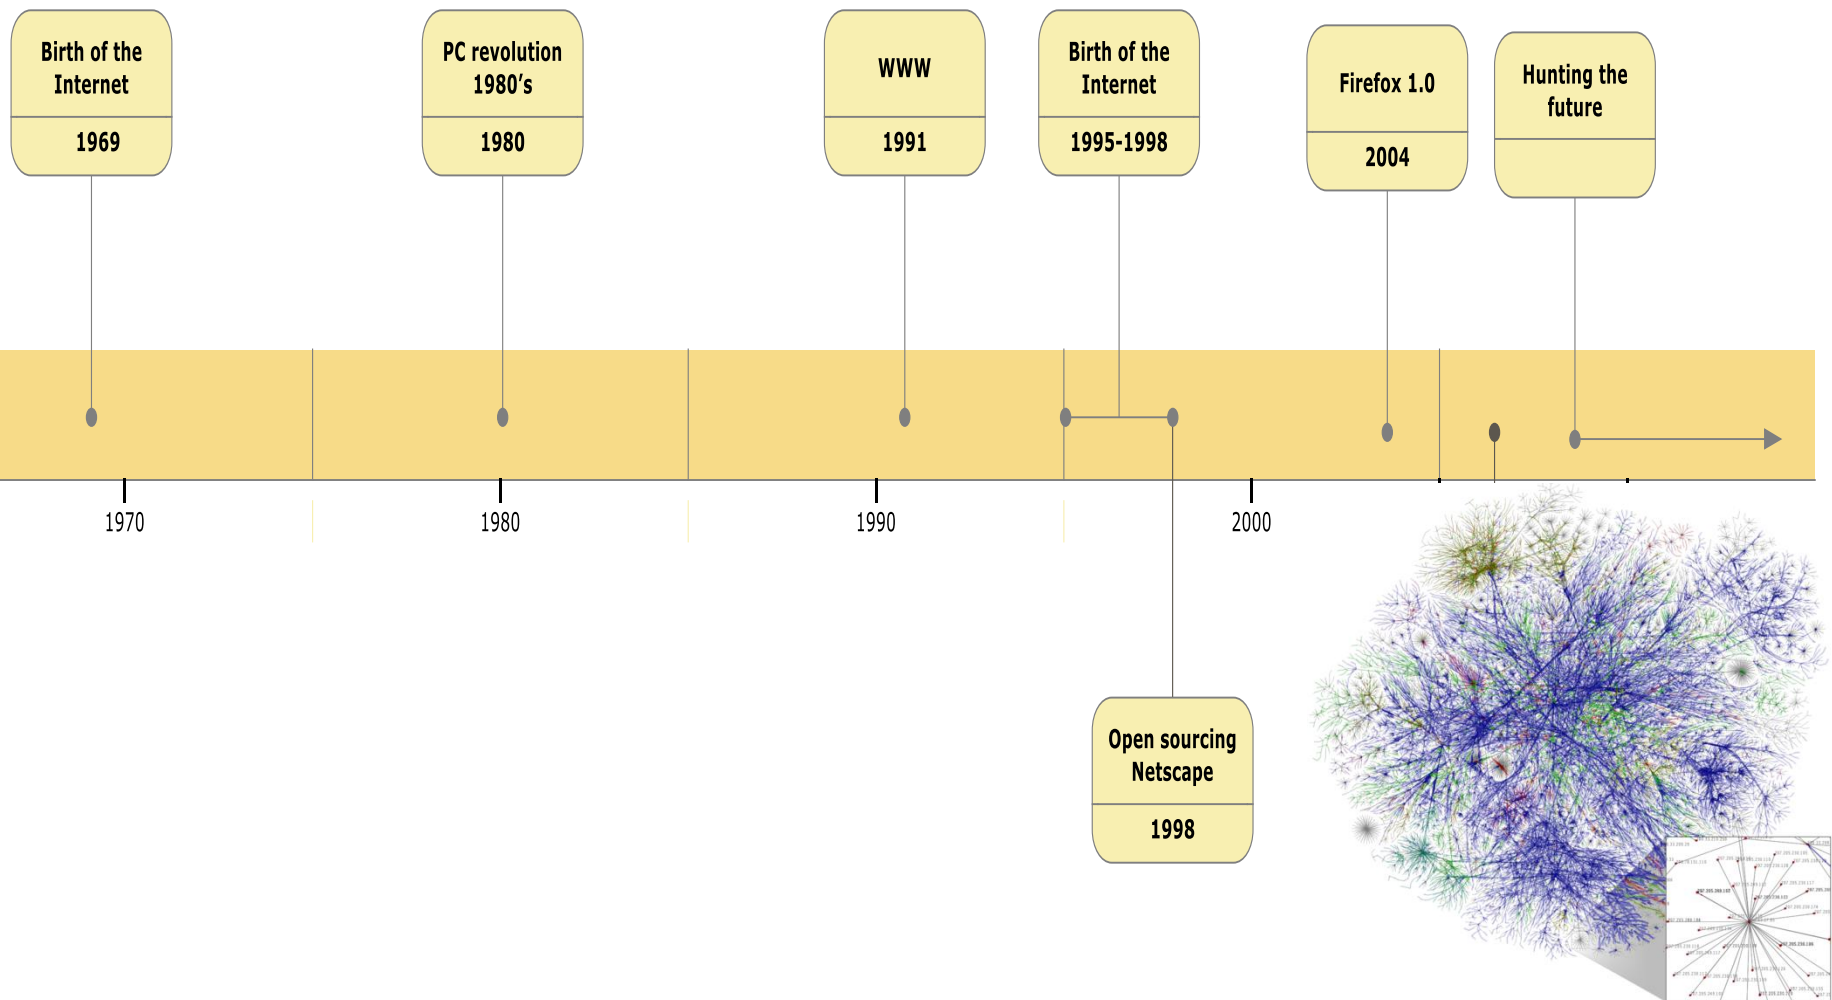 Birth of the
Internet
1969
PC revolution
1980’s
1980
WWW
1991
Birth of the
Internet
1995-1998
Firefox 1.0
2004
Hunting the
future
1970
1980
1990
2000
Open sourcing
Netscape
1998